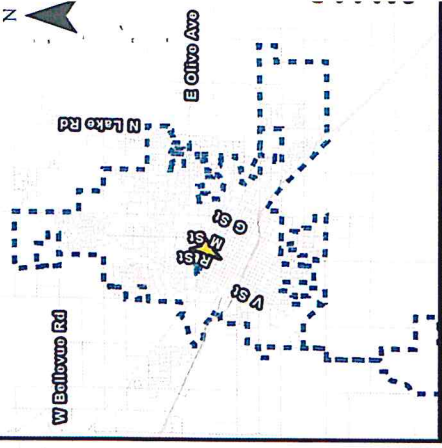 N
E Olive Ave
N Lake Rd
G St
M St
R St
V St
W Bellevue Rd